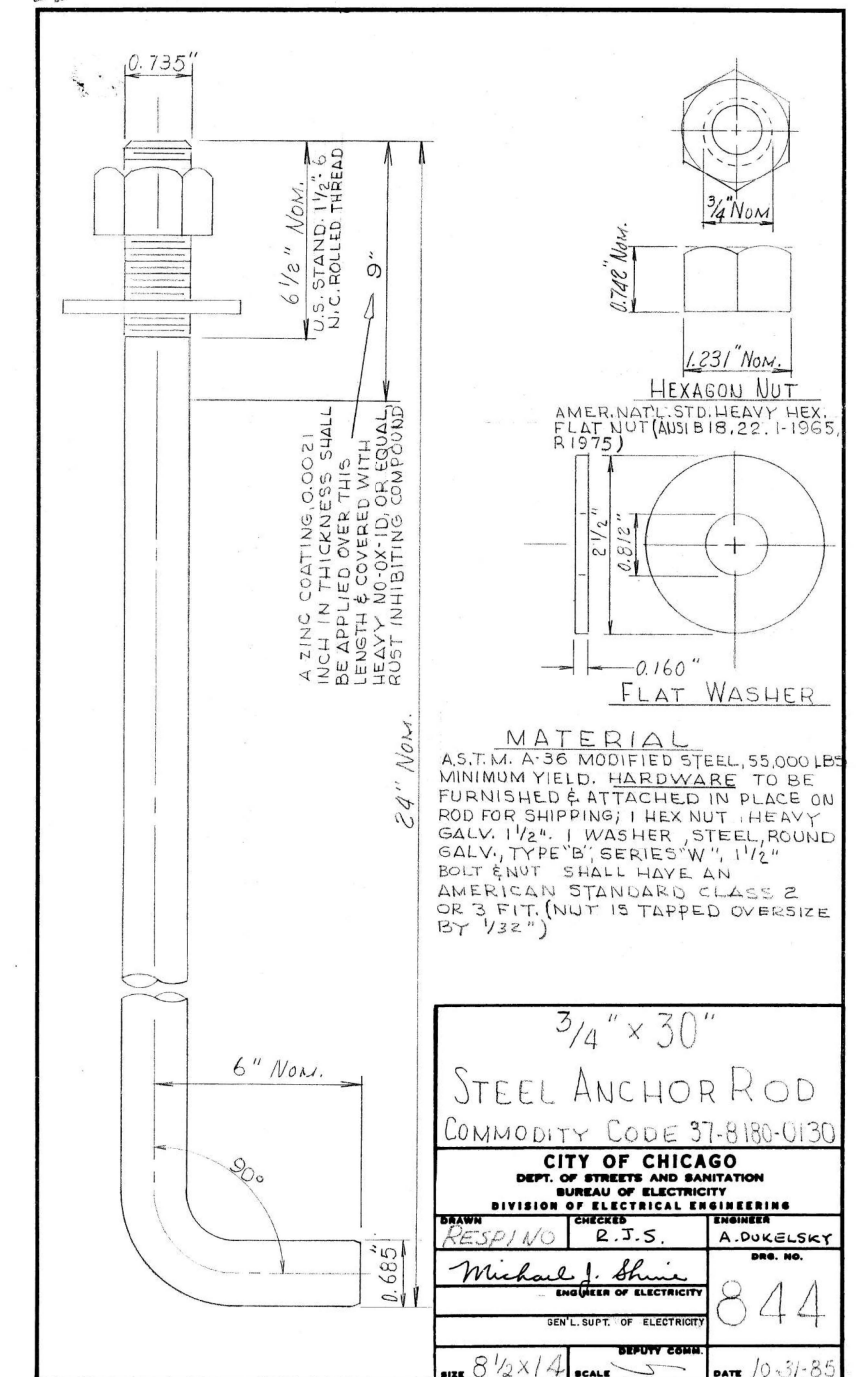 0.735"
6 1/2" NOM.
U.S. STAND. 1 1/2"-6
N.C. ROLLED THREAD
9"
24" NOM.
A ZINC COATING, 0.0021
INCH IN THICKNESS SHALL
BE APPLIED OVER THIS
LENGTH & COVERED WITH
HEAVY NO-OX-ID, OR EQUAL,
RUST INHIBITING COMPOUND
6" NOM.
90°
0.685"
3/4" NOM
0.742" NOM.
1.231" NOM.
HEXAGON NUT
AMER. NAT'L. STD. HEAVY HEX.
FLAT NUT (ANSI B 18.22.1-1965,
R 1975)
2 1/2"
0.812"
0.160"
FLAT WASHER
MATERIAL
A.S.T.M. A-36 MODIFIED STEEL, 55,000 LBS
MINIMUM YIELD. HARDWARE TO BE
FURNISHED & ATTACHED IN PLACE ON
ROD FOR SHIPPING; 1 HEX NUT, HEAVY
GALV. 1 1/2". 1 WASHER, STEEL, ROUND
GALV., TYPE "B", SERIES "W", 1 1/2"
BOLT & NUT SHALL HAVE AN
AMERICAN STANDARD CLASS 2
OR 3 FIT. (NUT IS TAPPED OVERSIZE
BY 1/32")
3/4" × 30"
STEEL ANCHOR ROD
COMMODITY CODE 37-8180-0130
CITY OF CHICAGO
DEPT. OF STREETS AND SANITATION
BUREAU OF ELECTRICITY
DIVISION OF ELECTRICAL ENGINEERING
DRAWN CHECKED ENGINEER
RESPINO R.J.S. A.DUKELSKY
Michael J. Shine
ENGINEER OF ELECTRICITY
GEN'L. SUPT. OF ELECTRICITY
DRG. NO.
844
DEPUTY COMM.
SIZE 8 1/2 × 14 SCALE DATE 10-31-85